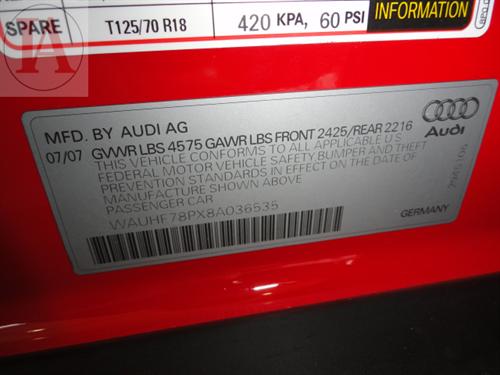 SPARE T125/70 R18 420 KPA, 60 PSI INFORMATION
IA
MFD. BY AUDI AG
07/07 GVWR LBS 4575 GAWR LBS FRONT 2425/REAR 2216
THIS VEHICLE CONFORMS TO ALL APPLICABLE U.S.
FEDERAL MOTOR VEHICLE SAFETY, BUMPER AND THEFT
PREVENTION STANDARDS IN EFFECT ON THE DATE OF
MANUFACTURE SHOWN ABOVE.
PASSENGER CAR
WAUHF78PX8A036535
Audi
GERMANY